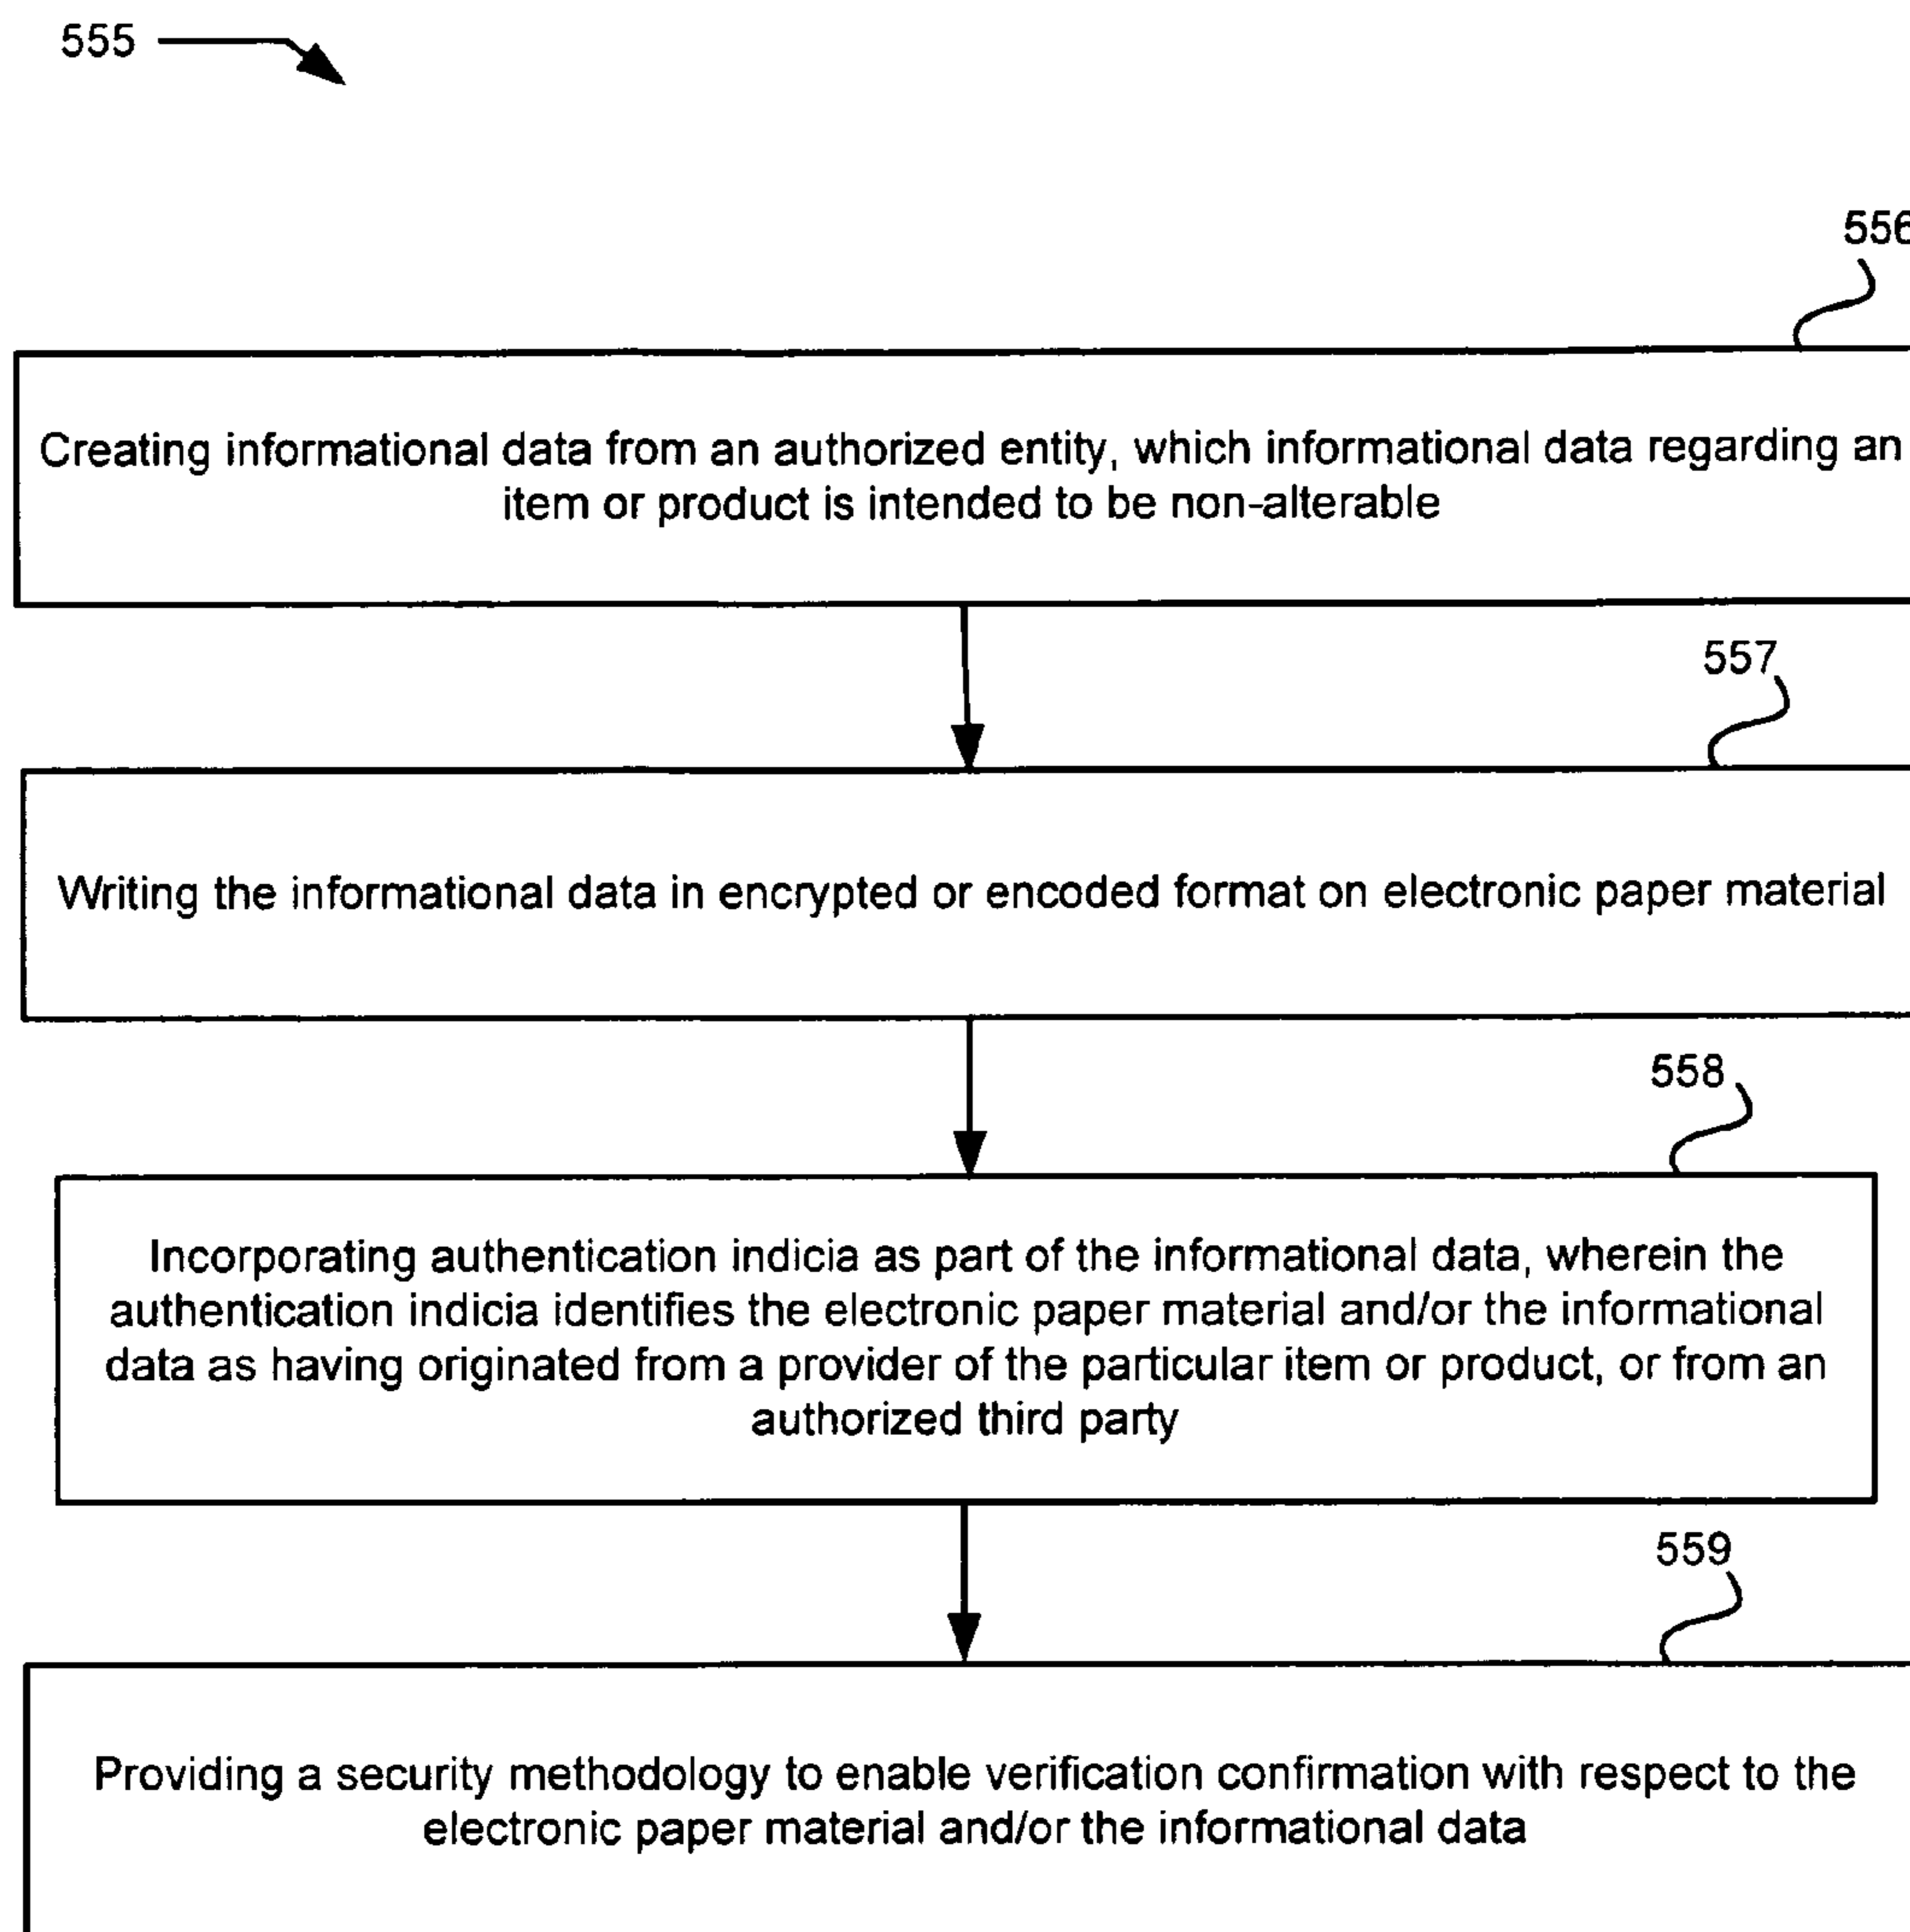 555
556
Creating informational data from an authorized entity, which informational data regarding an
item or product is intended to be non-alterable
557
Writing the informational data in encrypted or encoded format on electronic paper material
558
Incorporating authentication indicia as part of the informational data, wherein the
authentication indicia identifies the electronic paper material and/or the informational
data as having originated from a provider of the particular item or product, or from an
authorized third party
559
Providing a security methodology to enable verification confirmation with respect to the
electronic paper material and/or the informational data